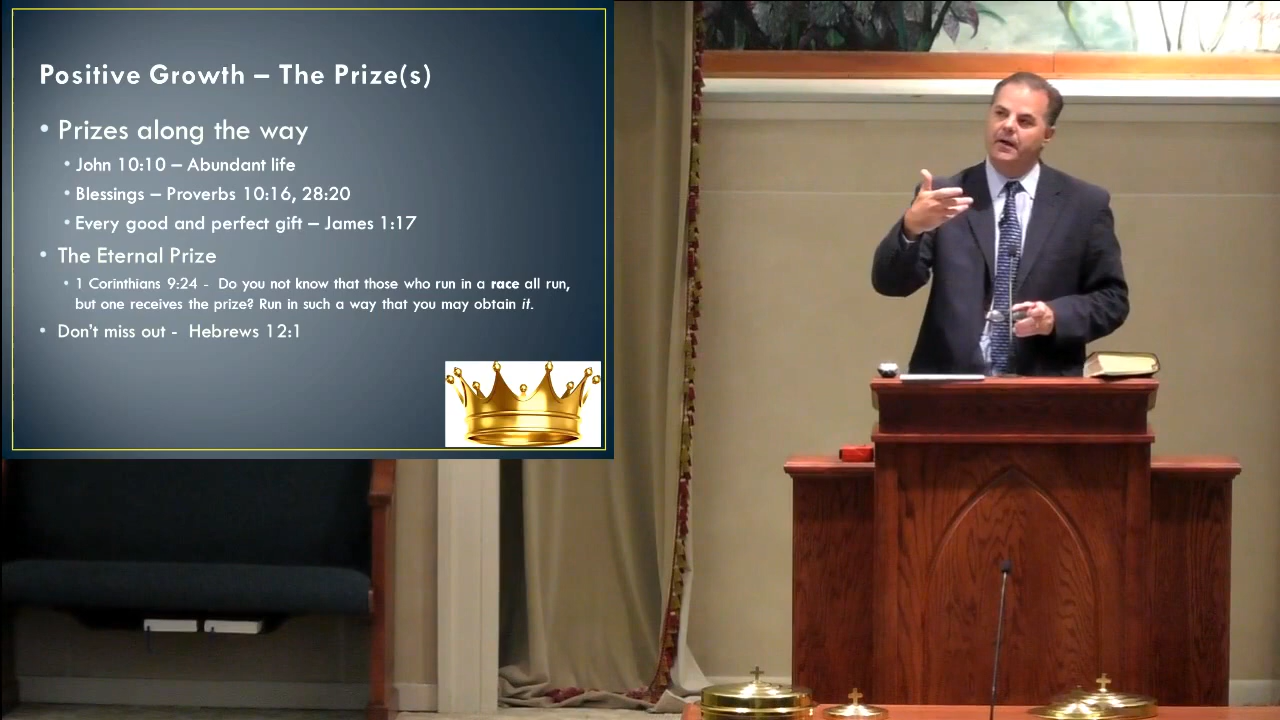 Positive Growth – The Prize(s)
• Prizes along the way
• John 10:10 – Abundant life
• Blessings – Proverbs 10:16, 28:20
• Every good and perfect gift – James 1:17
• The Eternal Prize
• 1 Corinthians 9:24 - Do you not know that those who run in a race all run,
but one receives the prize? Run in such a way that you may obtain it.
• Don't miss out - Hebrews 12:1